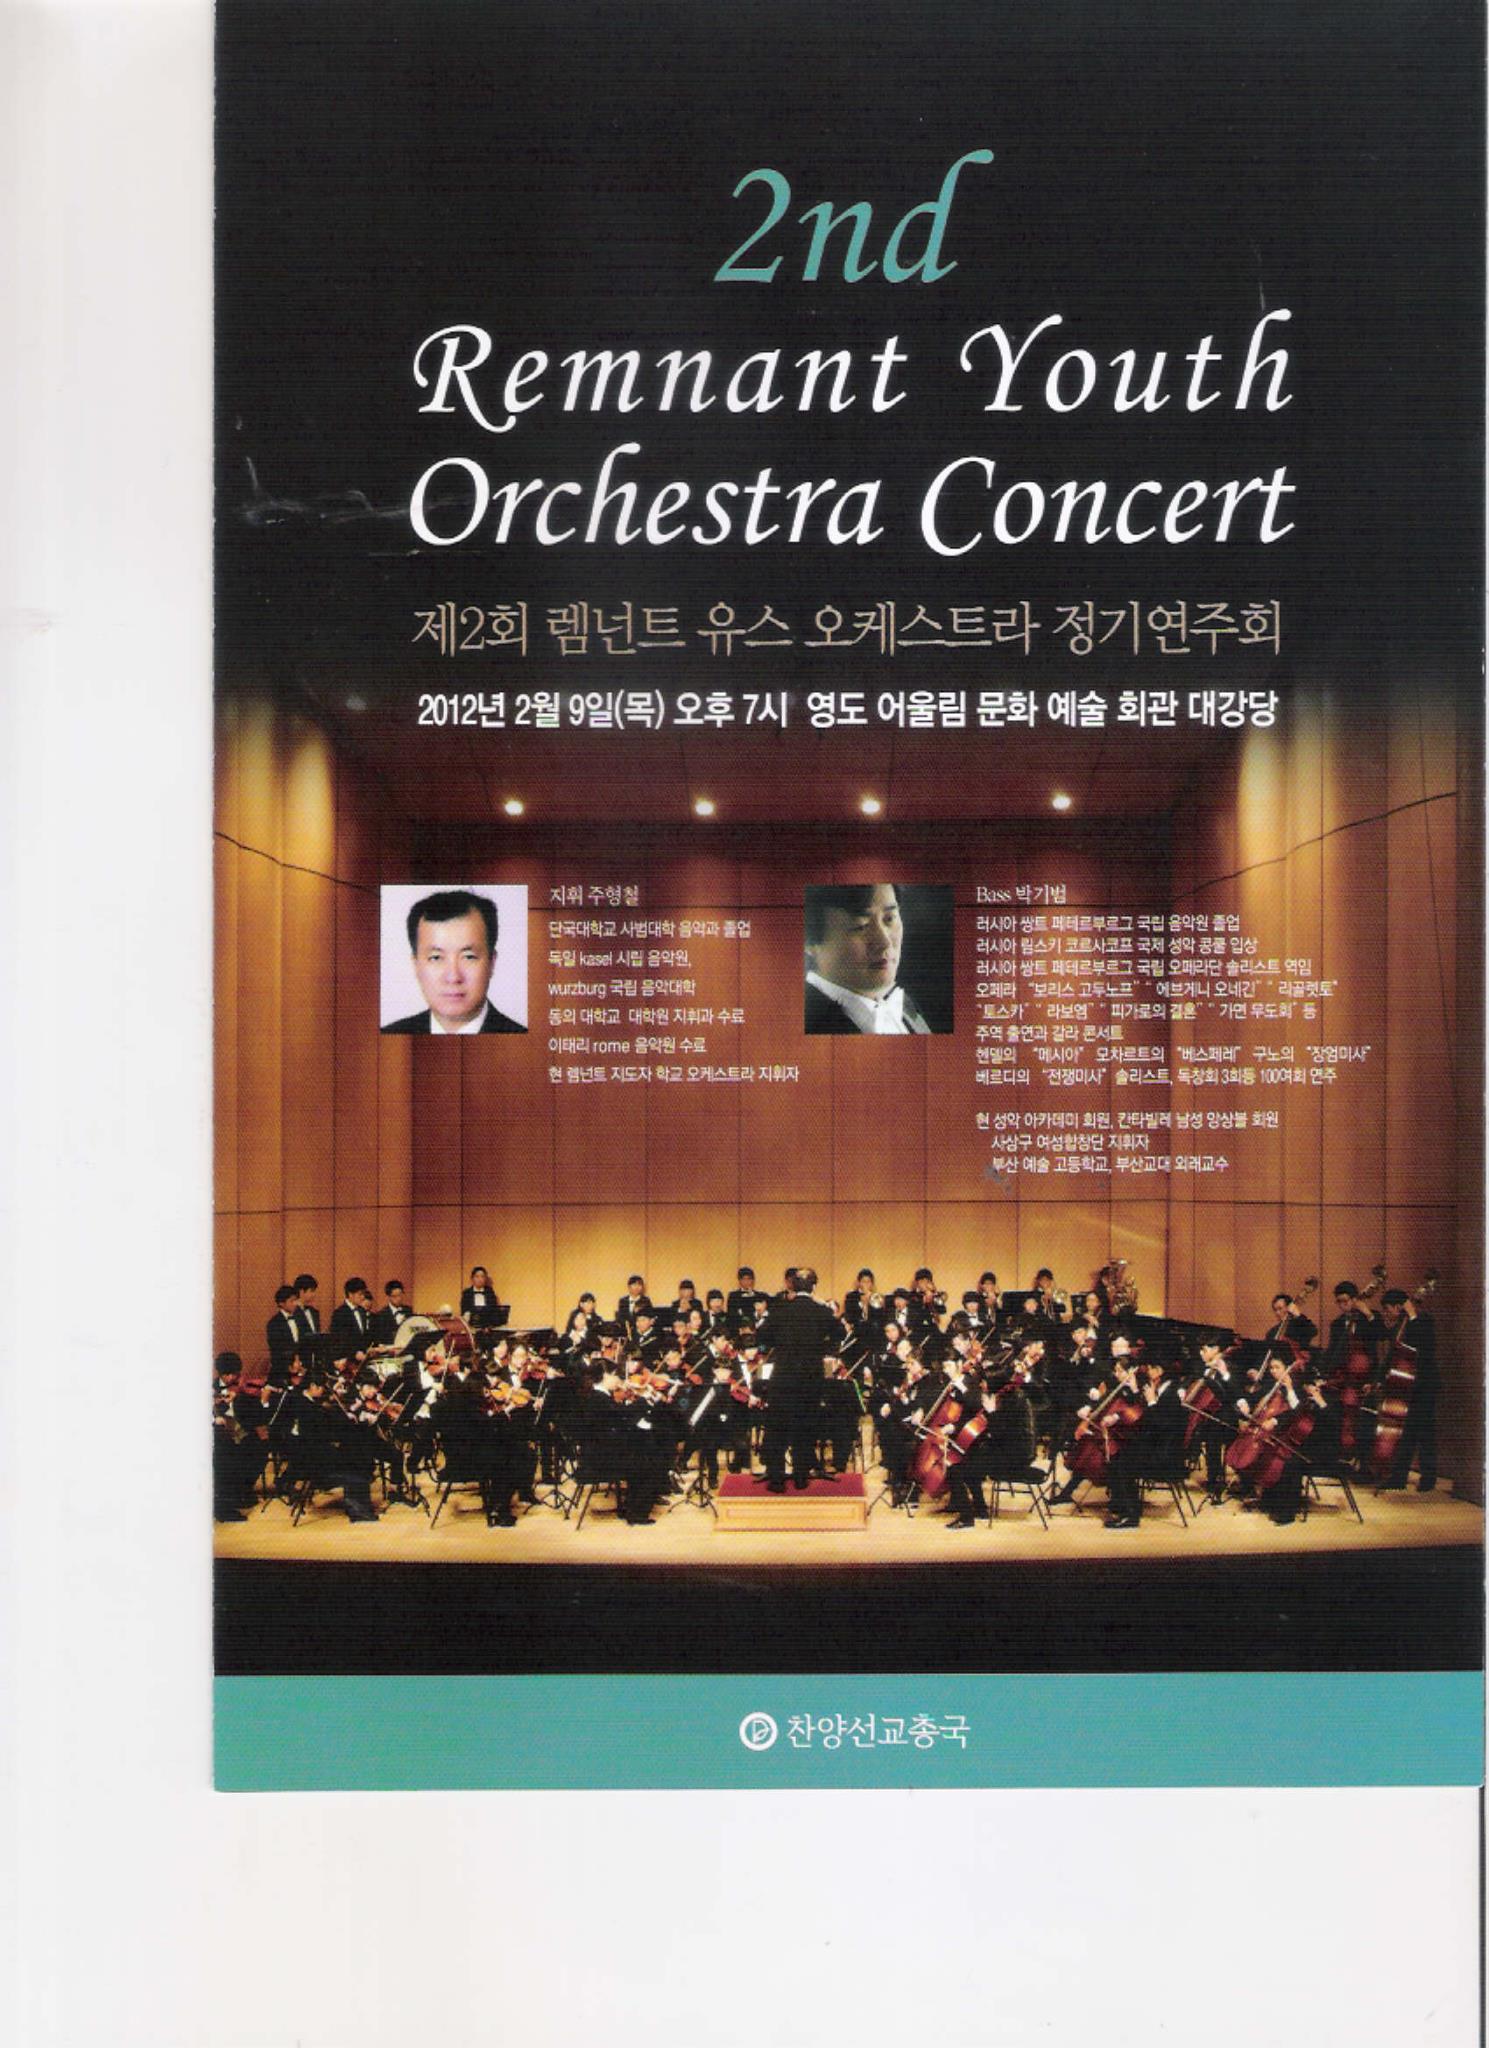 2nd
Remnant Youth
Orchestra Concert
제2회 렘넌트 유스 오케스트라 정기연주회
2012년 2월 9일(목) 오후 7시 영도 어울림 문화 예술 회관 대강당
지휘 주형철
단국대학교 사범대학 음악과 졸업
독일 kasel 시립 음악원,
wurzburg 국립 음악대학
동의 대학교 대학원 지휘과 수료
이태리 rome 음악원 수료
현 렘넌트 지도자 학교 오케스트라 지휘자
Bass 박기범
러시아 쌍트 페테르부르그 국립 음악원 졸업
러시아 림스키 코르사코프 국제 성악 콩쿨 입상
러시아 쌍트 페테르부르그 국립 오페라단 솔리스트 역임
오페라 "보리스 고두노프" "에브게니 오네긴" "리골렛토"
"토스카" "라보엠" "피가로의 결혼" "가면 무도회" 등
주역 출연과 갈라 콘서트
헨델의 "메시아" 모차르트의 "베스페레" 구노의 "장엄미사"
베르디의 "전쟁미사" 솔리스트, 독창회 3회등 100여회 연주
현 성악 아카데미 회원, 칸타빌레 남성 앙상블 회원
사상구 여성합창단 지휘자
부산 예술 고등학교, 부산교대 외래교수
찬양선교총국